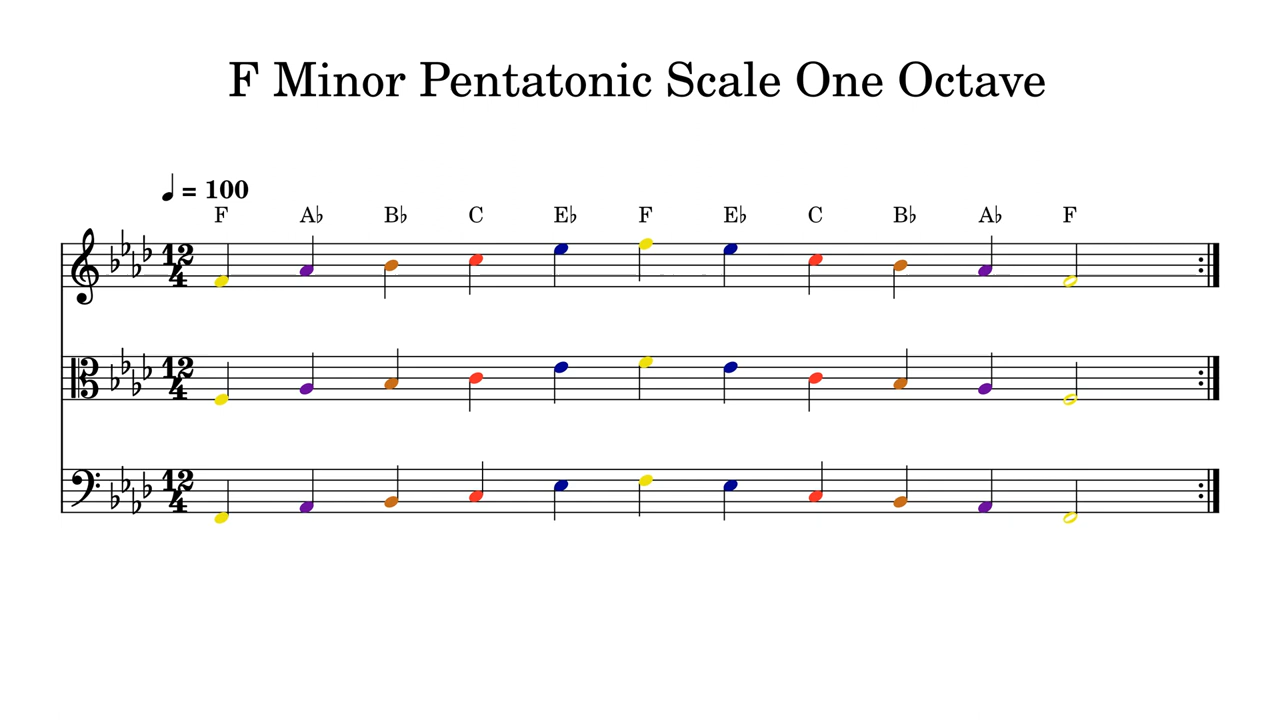 F Minor Pentatonic Scale One Octave
♩ = 100
F A♭ B♭ C E♭ F E♭ C B♭ A♭ F
12
4
12
4
12
4